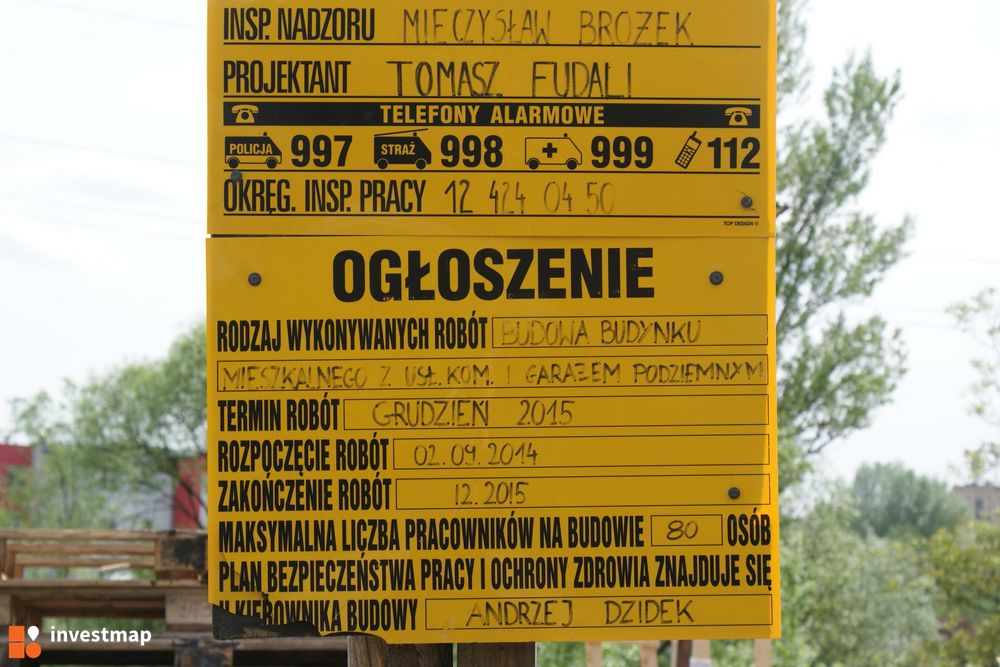 INSP. NADZORU MIECZYSŁAW BROŻEK
PROJEKTANT TOMASZ FUDALI
TELEFONY ALARMOWE
POLICJA 997 STRAŻ 998 999 112
OKRĘG. INSP. PRACY 12 424 04 50
TOP DESIGN ®
OGŁOSZENIE
RODZAJ WYKONYWANYCH ROBÓT BUDOWA BUDYNKU
MIESZKALNEGO Z USŁ. KOM. I GARAŻEM PODZIEMNYM
TERMIN ROBÓT GRUDZIEŃ 2015
ROZPOCZĘCIE ROBÓT 02.09.2014
ZAKOŃCZENIE ROBÓT 12.2015
MAKSYMALNA LICZBA PRACOWNIKÓW NA BUDOWIE 80 OSÓB
PLAN BEZPIECZEŃSTWA PRACY I OCHRONY ZDROWIA ZNAJDUJE SIĘ
U KIEROWNIKA BUDOWY ANDRZEJ DZIDEK
investmap